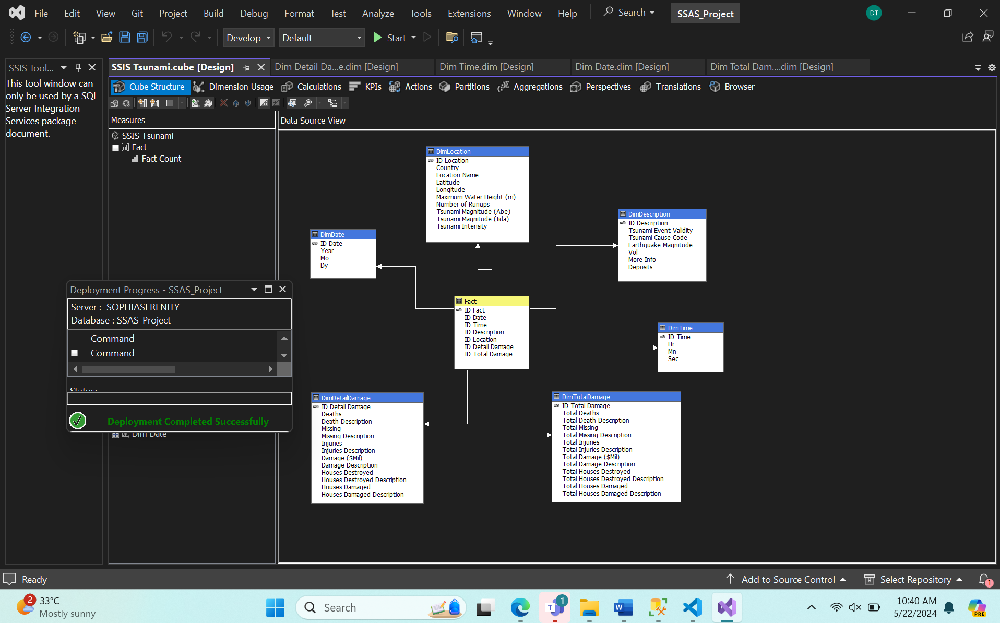 File Edit View Git Project Build Debug Format Test Analyze Tools Extensions Window Help Search SSAS_Project DT
Develop Default Start
SSIS Tool...
This tool window can
only be used by a SQL
Server Integration
Services package
document.
SSIS Tsunami.cube [Design] Dim Detail Da...e.dim [Design] Dim Time.dim [Design] Dim Date.dim [Design] Dim Total Dam....dim [Design]
Cube Structure Dimension Usage Calculations KPIs Actions Partitions Aggregations Perspectives Translations Browser
Measures
SSIS Tsunami
Fact
Fact Count
Data Source View
DimLocation
ID Location
Country
Location Name
Latitude
Longitude
Maximum Water Height (m)
Number of Runups
Tsunami Magnitude (Abe)
Tsunami Magnitude (Iida)
Tsunami Intensity
DimDescription
ID Description
Tsunami Event Validity
Tsunami Cause Code
Earthquake Magnitude
Vol
More Info
Deposits
DimDate
ID Date
Year
Mo
Dy
Fact
ID Fact
ID Date
ID Time
ID Description
ID Location
ID Detail Damage
ID Total Damage
DimTime
ID Time
Hr
Mn
Sec
DimDetailDamage
ID Detail Damage
Deaths
Death Description
Missing
Missing Description
Injuries
Injuries Description
Damage ($Mil)
Damage Description
Houses Destroyed
Houses Destroyed Description
Houses Damaged
Houses Damaged Description
DimTotalDamage
ID Total Damage
Total Deaths
Total Death Description
Total Missing
Total Missing Description
Total Injuries
Total Injuries Description
Total Damage ($Mil)
Total Damage Description
Total Houses Destroyed
Total Houses Destroyed Description
Total Houses Damaged
Total Houses Damaged Description
Deployment Progress - SSAS_Project
Server : SOPHIASERENITY
Database : SSAS_Project
Command
Command
Status:
Deployment Completed Successfully
Dim Date
Ready Add to Source Control Select Repository 1
2
33°C
Mostly sunny
Search
1
10:40 AM
5/22/2024
PRE